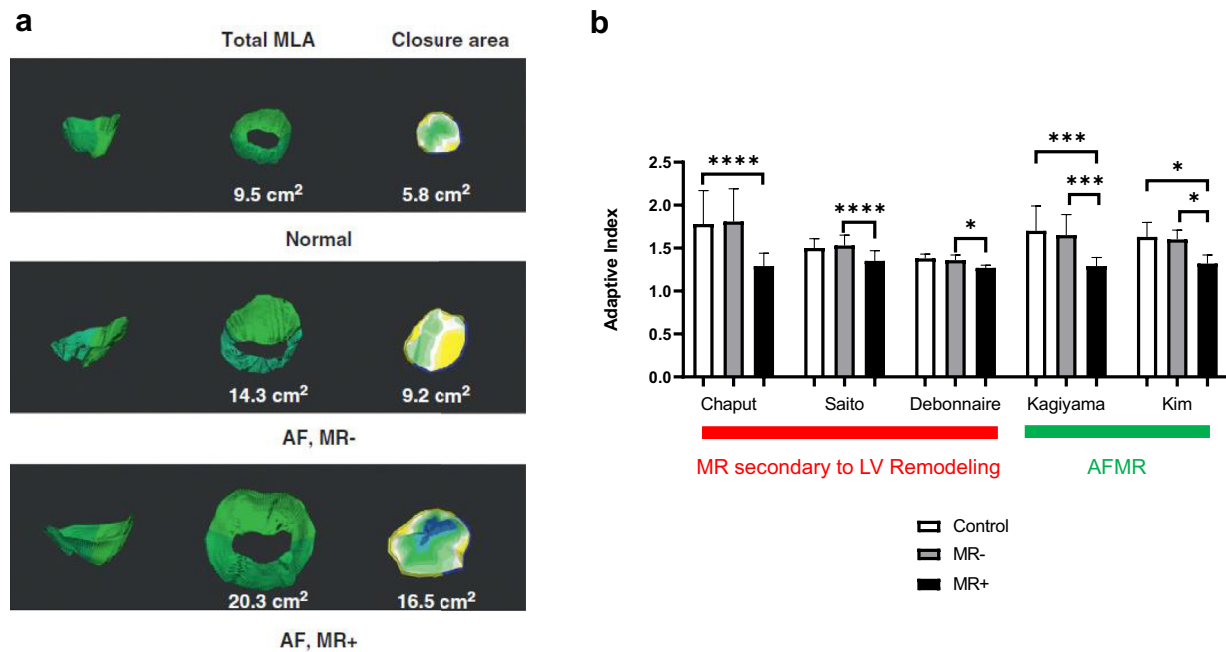 a
Total MLA Closure area
9.5 cm² 5.8 cm²
Normal
14.3 cm² 9.2 cm²
AF, MR-
20.3 cm² 16.5 cm²
AF, MR+
b
Adaptive Index
2.5
2.0
1.5
1.0
0.5
0.0
**** **** * *** *** * *
Chaput Saito Debonnaire Kagiyama Kim
MR secondary to LV Remodeling AFMR
Control
MR-
MR+